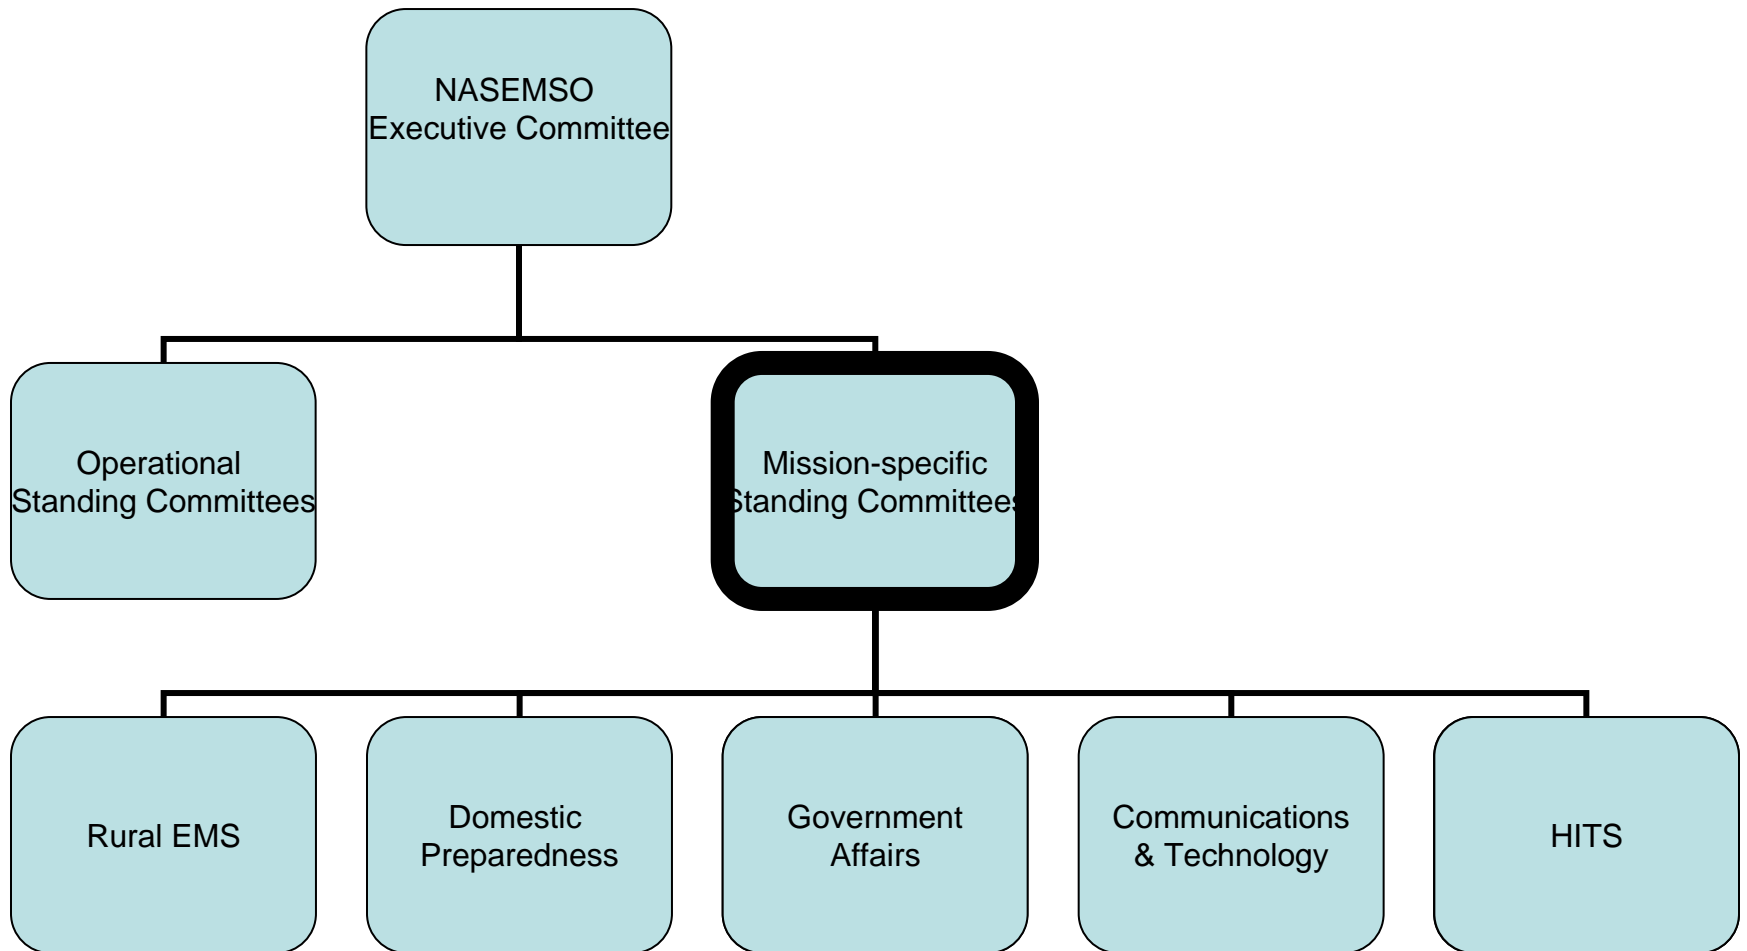 NASEMSO
Executive Committee
Operational
Standing Committees
Mission-specific
Standing Committees
Rural EMS
Domestic
Preparedness
Government
Affairs
Communications
& Technology
HITS